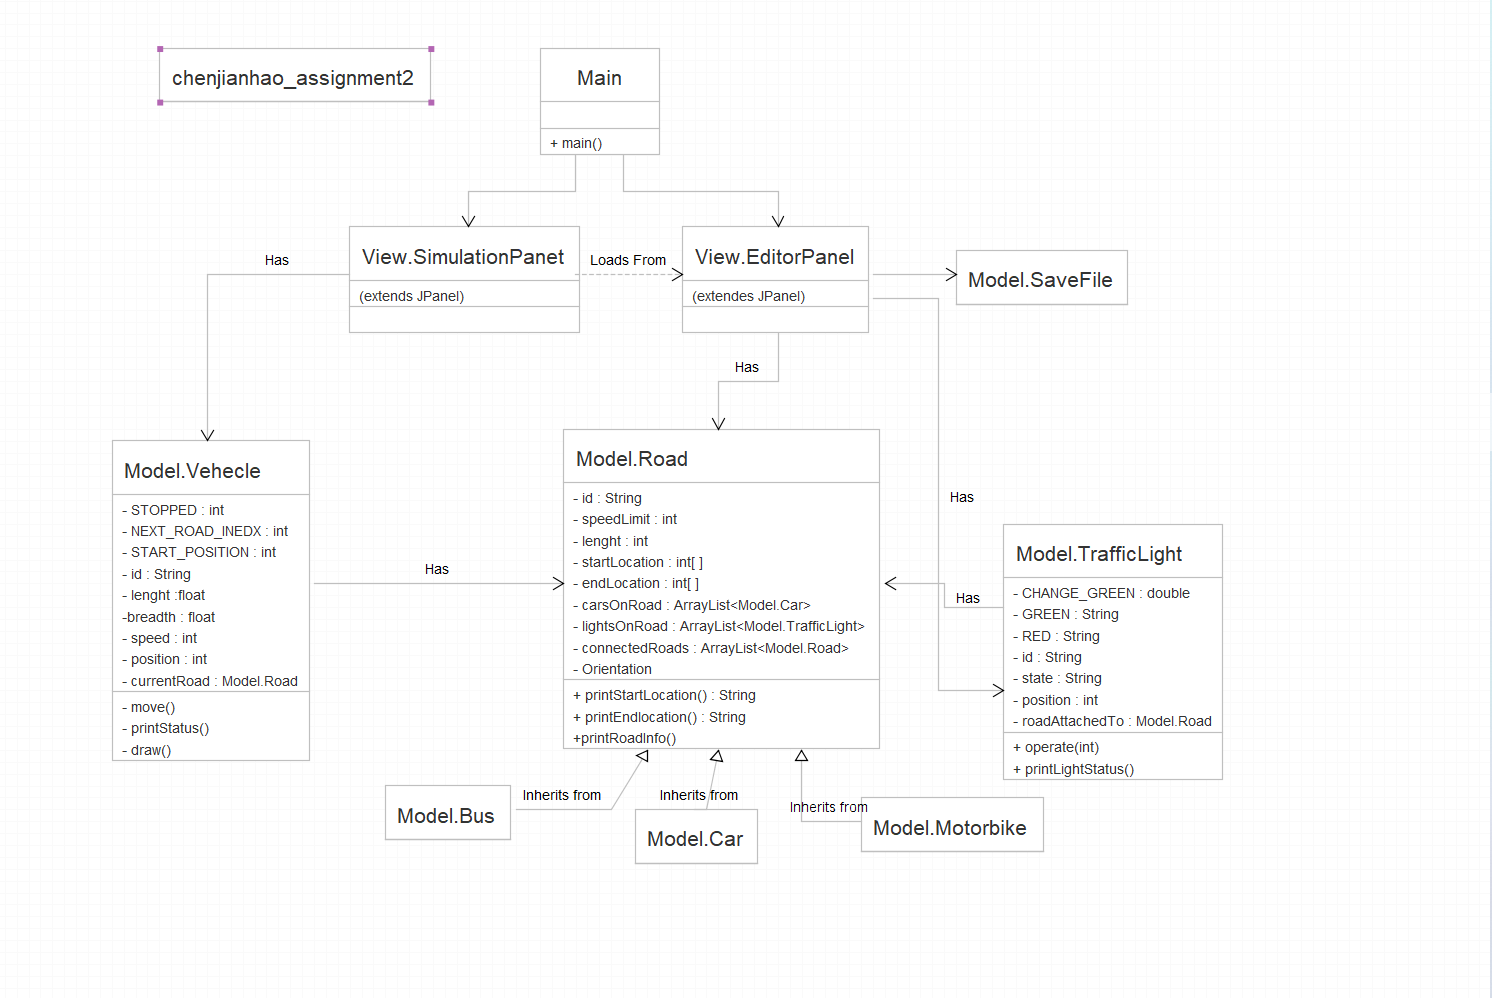 chenjianhao_assignment2
Main
+ main()
View.SimulationPanet
(extends JPanel)
Loads From
View.EditorPanel
(extendes JPanel)
Model.SaveFile
Has
Has
Model.Vehecle
- STOPPED : int
- NEXT_ROAD_INEDX : int
- START_POSITION : int
- id : String
- lenght :float
-breadth : float
- speed : int
- position : int
- currentRoad : Model.Road
- move()
- printStatus()
- draw()
Has
Model.Road
- id : String
- speedLimit : int
- lenght : int
- startLocation : int[ ]
- endLocation : int[ ]
- carsOnRoad : ArrayList<Model.Car>
- lightsOnRoad : ArrayList<Model.TrafficLight>
- connectedRoads : ArrayList<Model.Road>
- Orientation
+ printStartLocation() : String
+ printEndlocation() : String
+printRoadInfo()
Has
Has
Model.TrafficLight
- CHANGE_GREEN : double
- GREEN : String
- RED : String
- id : String
- state : String
- position : int
- roadAttachedTo : Model.Road
+ operate(int)
+ printLightStatus()
Inherits from
Inherits from
Inherits from
Model.Bus
Model.Car
Model.Motorbike